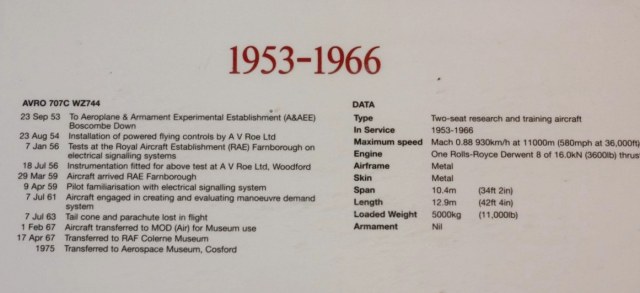 1953-1966
AVRO 707C WZ744
23 Sep 53 To Aeroplane & Armament Experimental Establishment (A&AEE)
Boscombe Down
23 Aug 54 Installation of powered flying controls by A V Roe Ltd
7 Jan 56 Tests at the Royal Aircraft Establishment (RAE) Farnborough on
electrical signalling systems
18 Jul 56 Instrumentation fitted for above test at A V Roe Ltd, Woodford
29 Mar 59 Aircraft arrived RAE Farnborough
9 Apr 59 Pilot familiarisation with electrical signalling system
7 Jul 61 Aircraft engaged in creating and evaluating manoeuvre demand
system
7 Jul 63 Tail cone and parachute lost in flight
1 Feb 67 Aircraft transferred to MOD (Air) for Museum use
17 Apr 67 Transferred to RAF Colerne Museum
1975 Transferred to Aerospace Museum, Cosford
DATA
Type Two-seat research and training aircraft
In Service 1953-1966
Maximum speed Mach 0.88 930km/h at 11000m (580mph at 36,000ft)
Engine One Rolls-Royce Derwent 8 of 16.0kN (3600lb) thrus
Airframe Metal
Skin Metal
Span 10.4m (34ft 2in)
Length 12.9m (42ft 4in)
Loaded Weight 5000kg (11,000lb)
Armament Nil